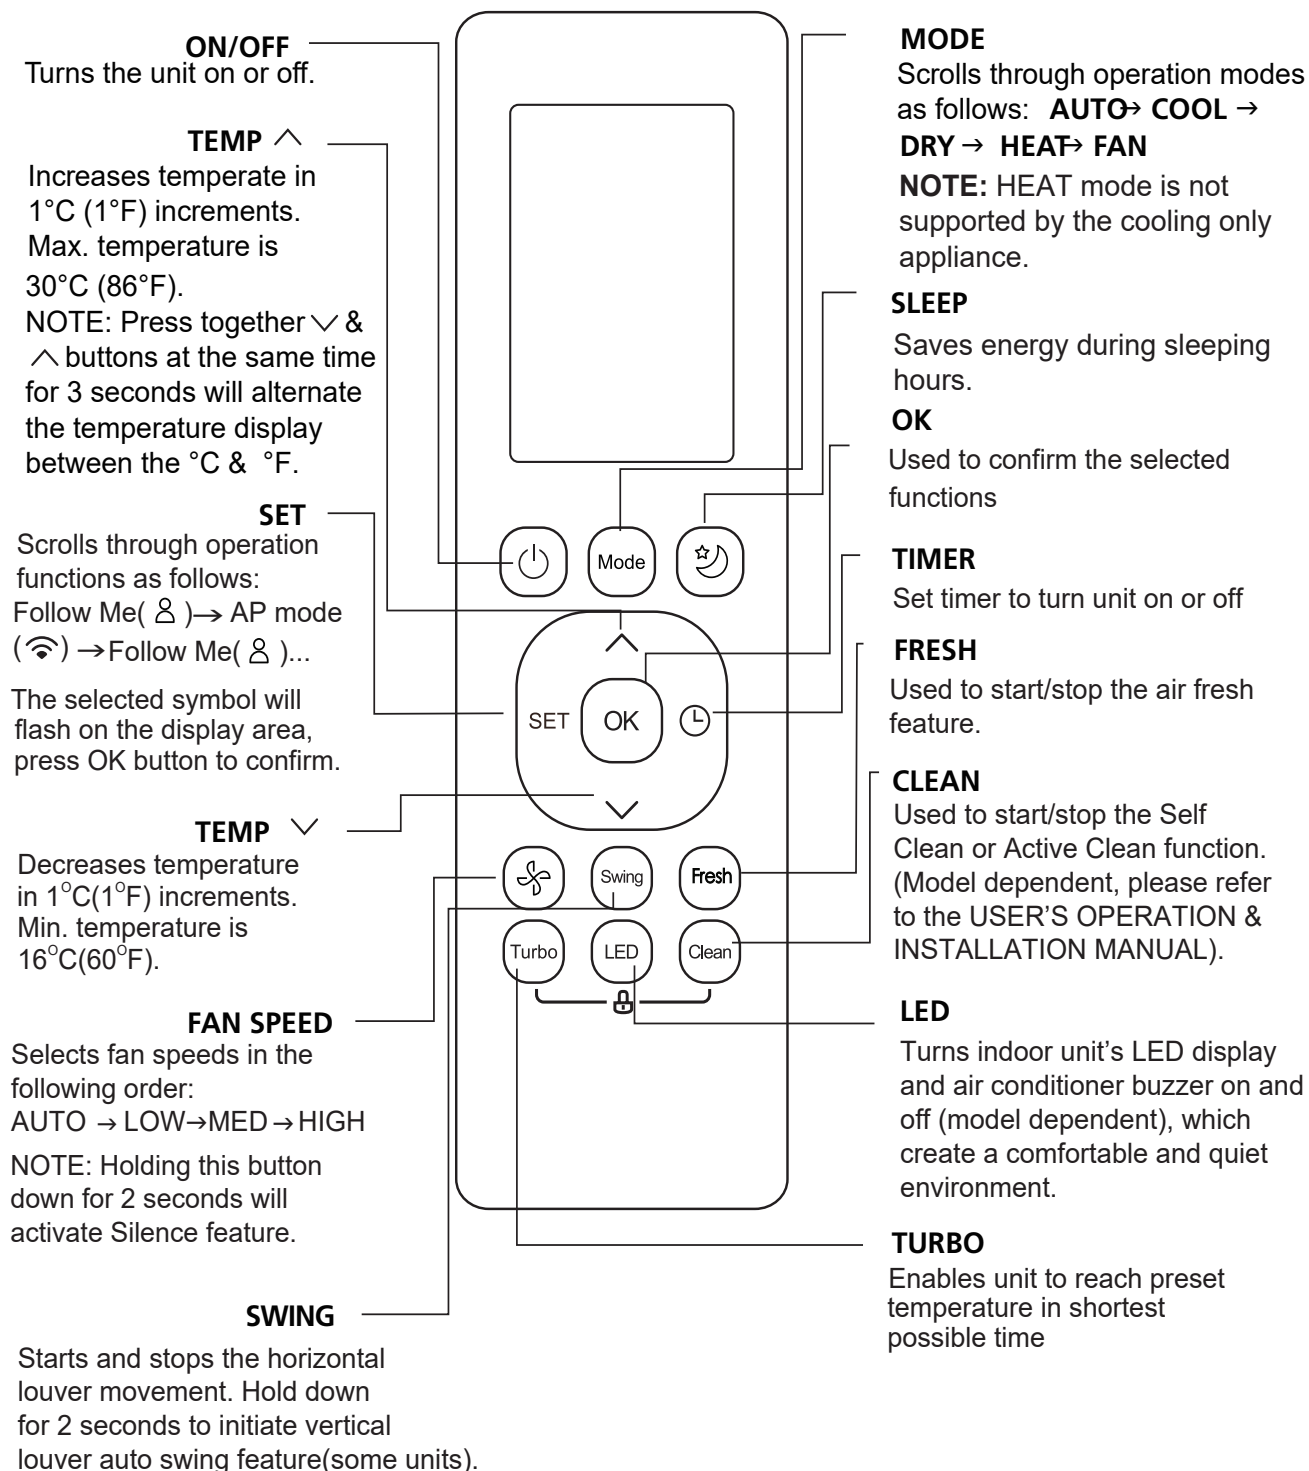 ON/OFF
Turns the unit on or off.
TEMP
Increases temperate in
1°C (1°F) increments.
Max. temperature is
30°C (86°F).
NOTE: Press together &
buttons at the same time
for 3 seconds will alternate
the temperature display
between the °C & °F.
SET
Scrolls through operation
functions as follows:
Follow Me( )→ AP mode
( ) →Follow Me( )...
The selected symbol will
flash on the display area,
press OK button to confirm.
TEMP
Decreases temperature
in 1°C(1°F) increments.
Min. temperature is
16°C(60°F).
FAN SPEED
Selects fan speeds in the
following order:
AUTO → LOW→MED → HIGH
NOTE: Holding this button
down for 2 seconds will
activate Silence feature.
SWING
Starts and stops the horizontal
louver movement. Hold down
for 2 seconds to initiate vertical
louver auto swing feature(some units).
Mode
SET
OK
Swing
Fresh
Turbo
LED
Clean
MODE
Scrolls through operation modes
as follows: AUTO→ COOL →
DRY → HEAT→ FAN
NOTE: HEAT mode is not
supported by the cooling only
appliance.
SLEEP
Saves energy during sleeping
hours.
OK
Used to confirm the selected
functions
TIMER
Set timer to turn unit on or off
FRESH
Used to start/stop the air fresh
feature.
CLEAN
Used to start/stop the Self
Clean or Active Clean function.
(Model dependent, please refer
to the USER'S OPERATION &
INSTALLATION MANUAL).
LED
Turns indoor unit's LED display
and air conditioner buzzer on and
off (model dependent), which
create a comfortable and quiet
environment.
TURBO
Enables unit to reach preset
temperature in shortest
possible time